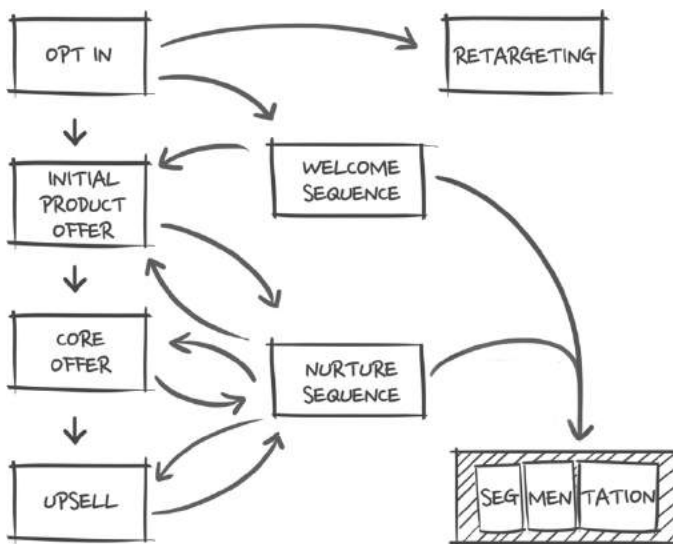 OPT IN
RETARGETING
INITIAL
PRODUCT
OFFER
WELCOME
SEQUENCE
CORE
OFFER
NURTURE
SEQUENCE
UPSELL
SEG MEN TATION